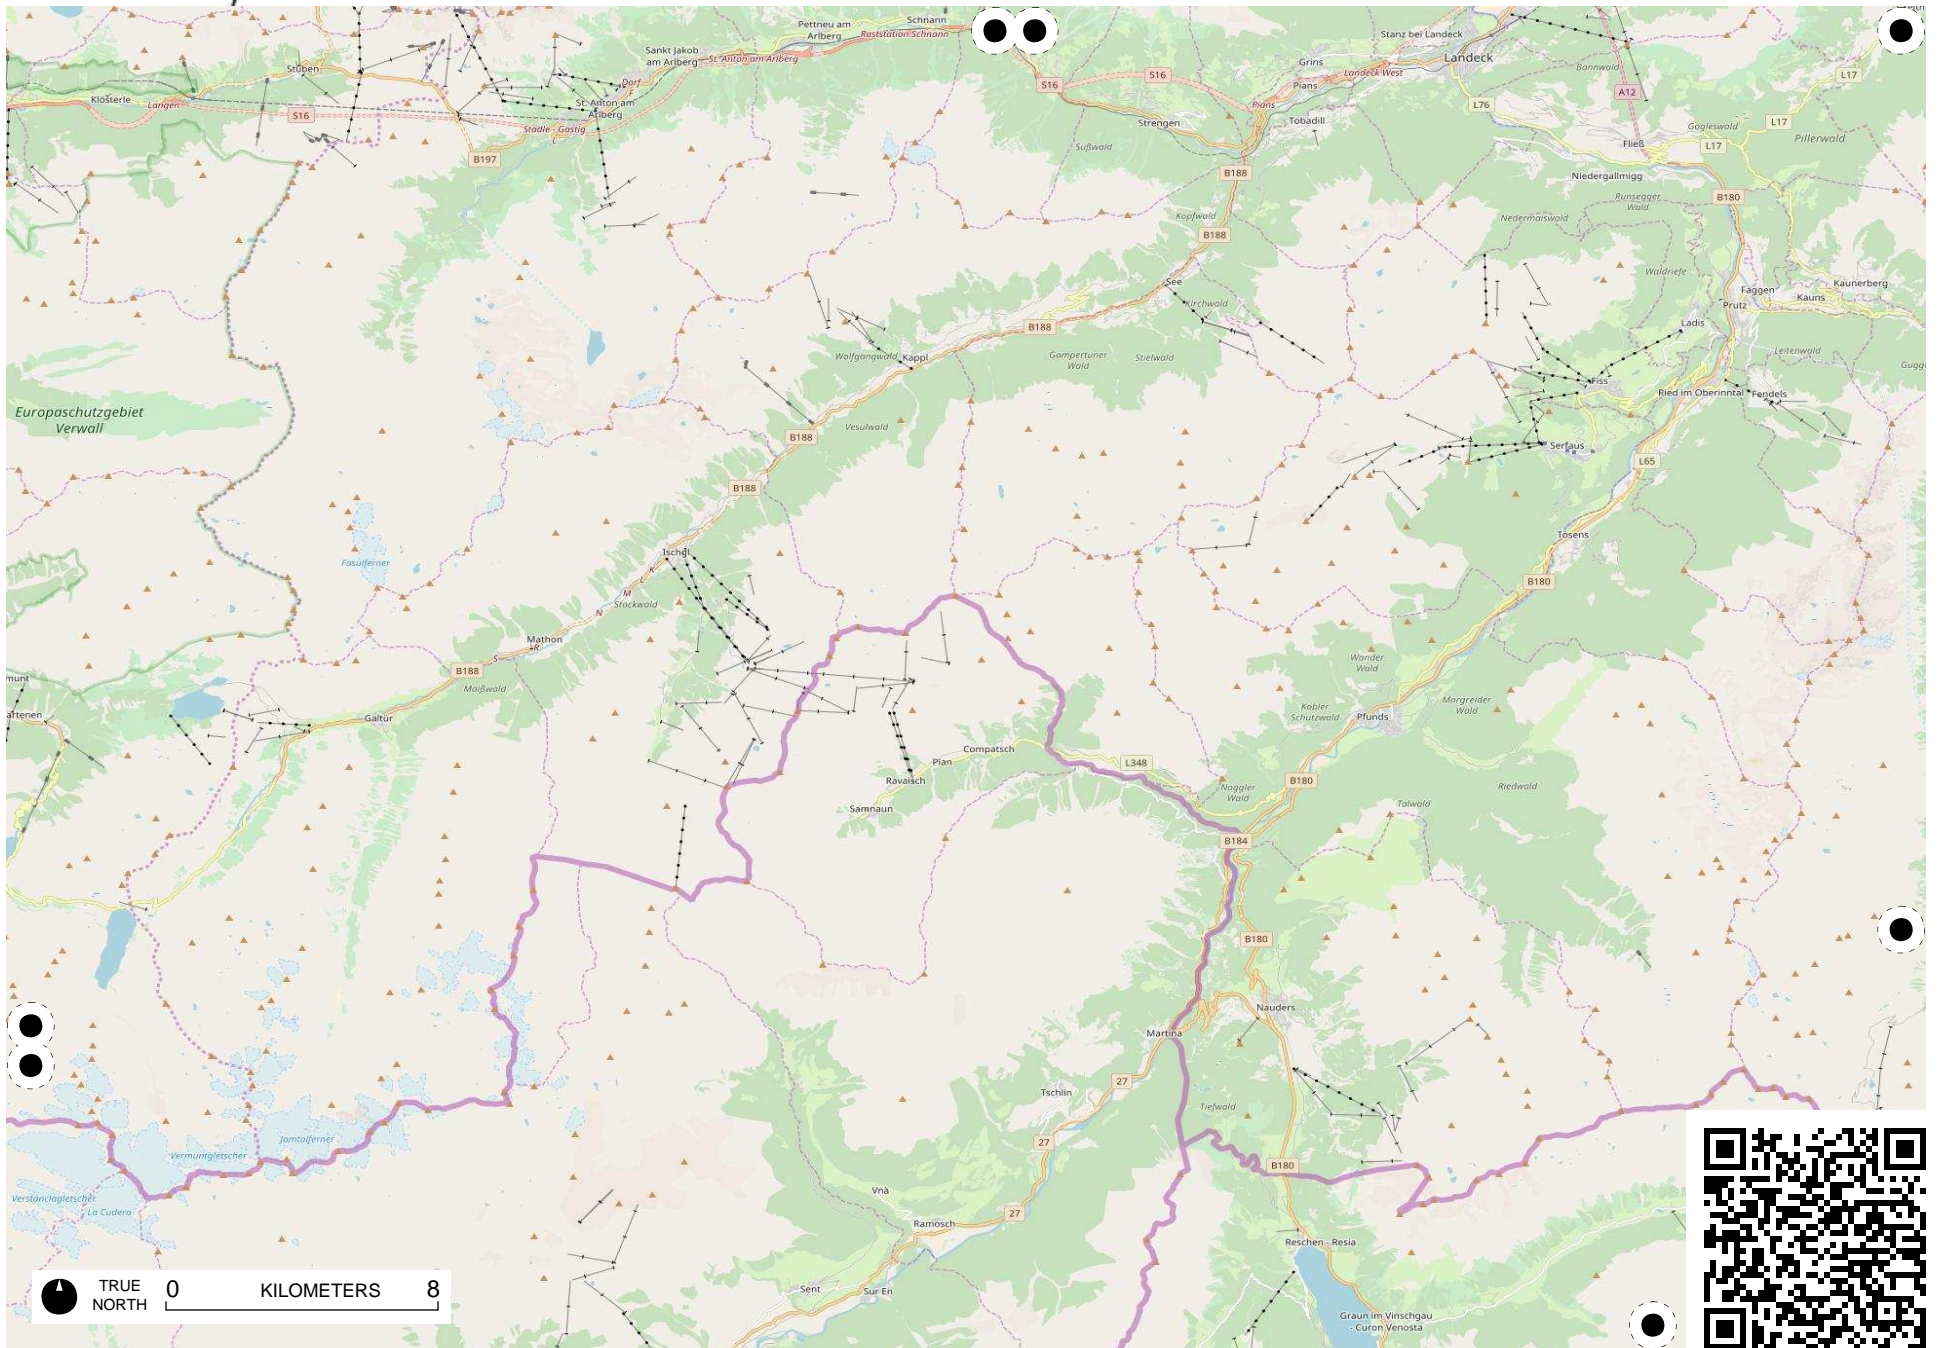 Pettneu am
Arlberg
Schnann
Raststation Schnann
Sankt Jakob
am Arlberg
St. Anton am Arlberg
Stanz bei Landeck
Landeck
Grins
Landeck West
Pians
Bannwald
L17
Stuben
Dorf
Klösterle
Langen
S16
St. Anton am
Arlberg
Stadle - Gastig
B197
S16
S16
Pians
Tobadill
Strengen
L76
A12
L17
Gogleswald
Pillerwald
L17
Fließ
Sußwald
B188
Niedergallmigg
Runsegger
Wald
B180
Kopfwald
Nedermaiswald
B188
See
Kirchwald
Waldriefe
Faggen
Kaunerberg
Prutz
Kauns
B188
Ladis
Wolfgangwald
Kappl
Gampertuner
Wald
Stielwald
Leitenwald
Fiss
Ried im Oberinntal
Fendels
Europaschutzgebiet
Verwall
Vesulwald
B188
Serfaus
L65
B188
Tösens
Ischgl
Fasulferner
B180
K
L
M
Stockwald
N
Mathon
R
S
B188
Maißwald
Galtür
Wander
Wald
Margreider
Wald
Kobler
Schutzwald
Pfunds
Compatsch
Plan
L348
Ravaisch
Samnaun
Noggler
Wald
B180
Riedwald
Talwald
B184
B180
Nauders
Martina
27
Tschlin
Tiefwald
27
Jamtalferner
Vermuntgletscher
B180
Verstanclagletscher
La Cudera
Vnà
27
Ramosch
Reschen - Resia
Sent
Sur En
Graun im Vinschgau
- Curon Venosta
TRUE
NORTH
0 KILOMETERS 8